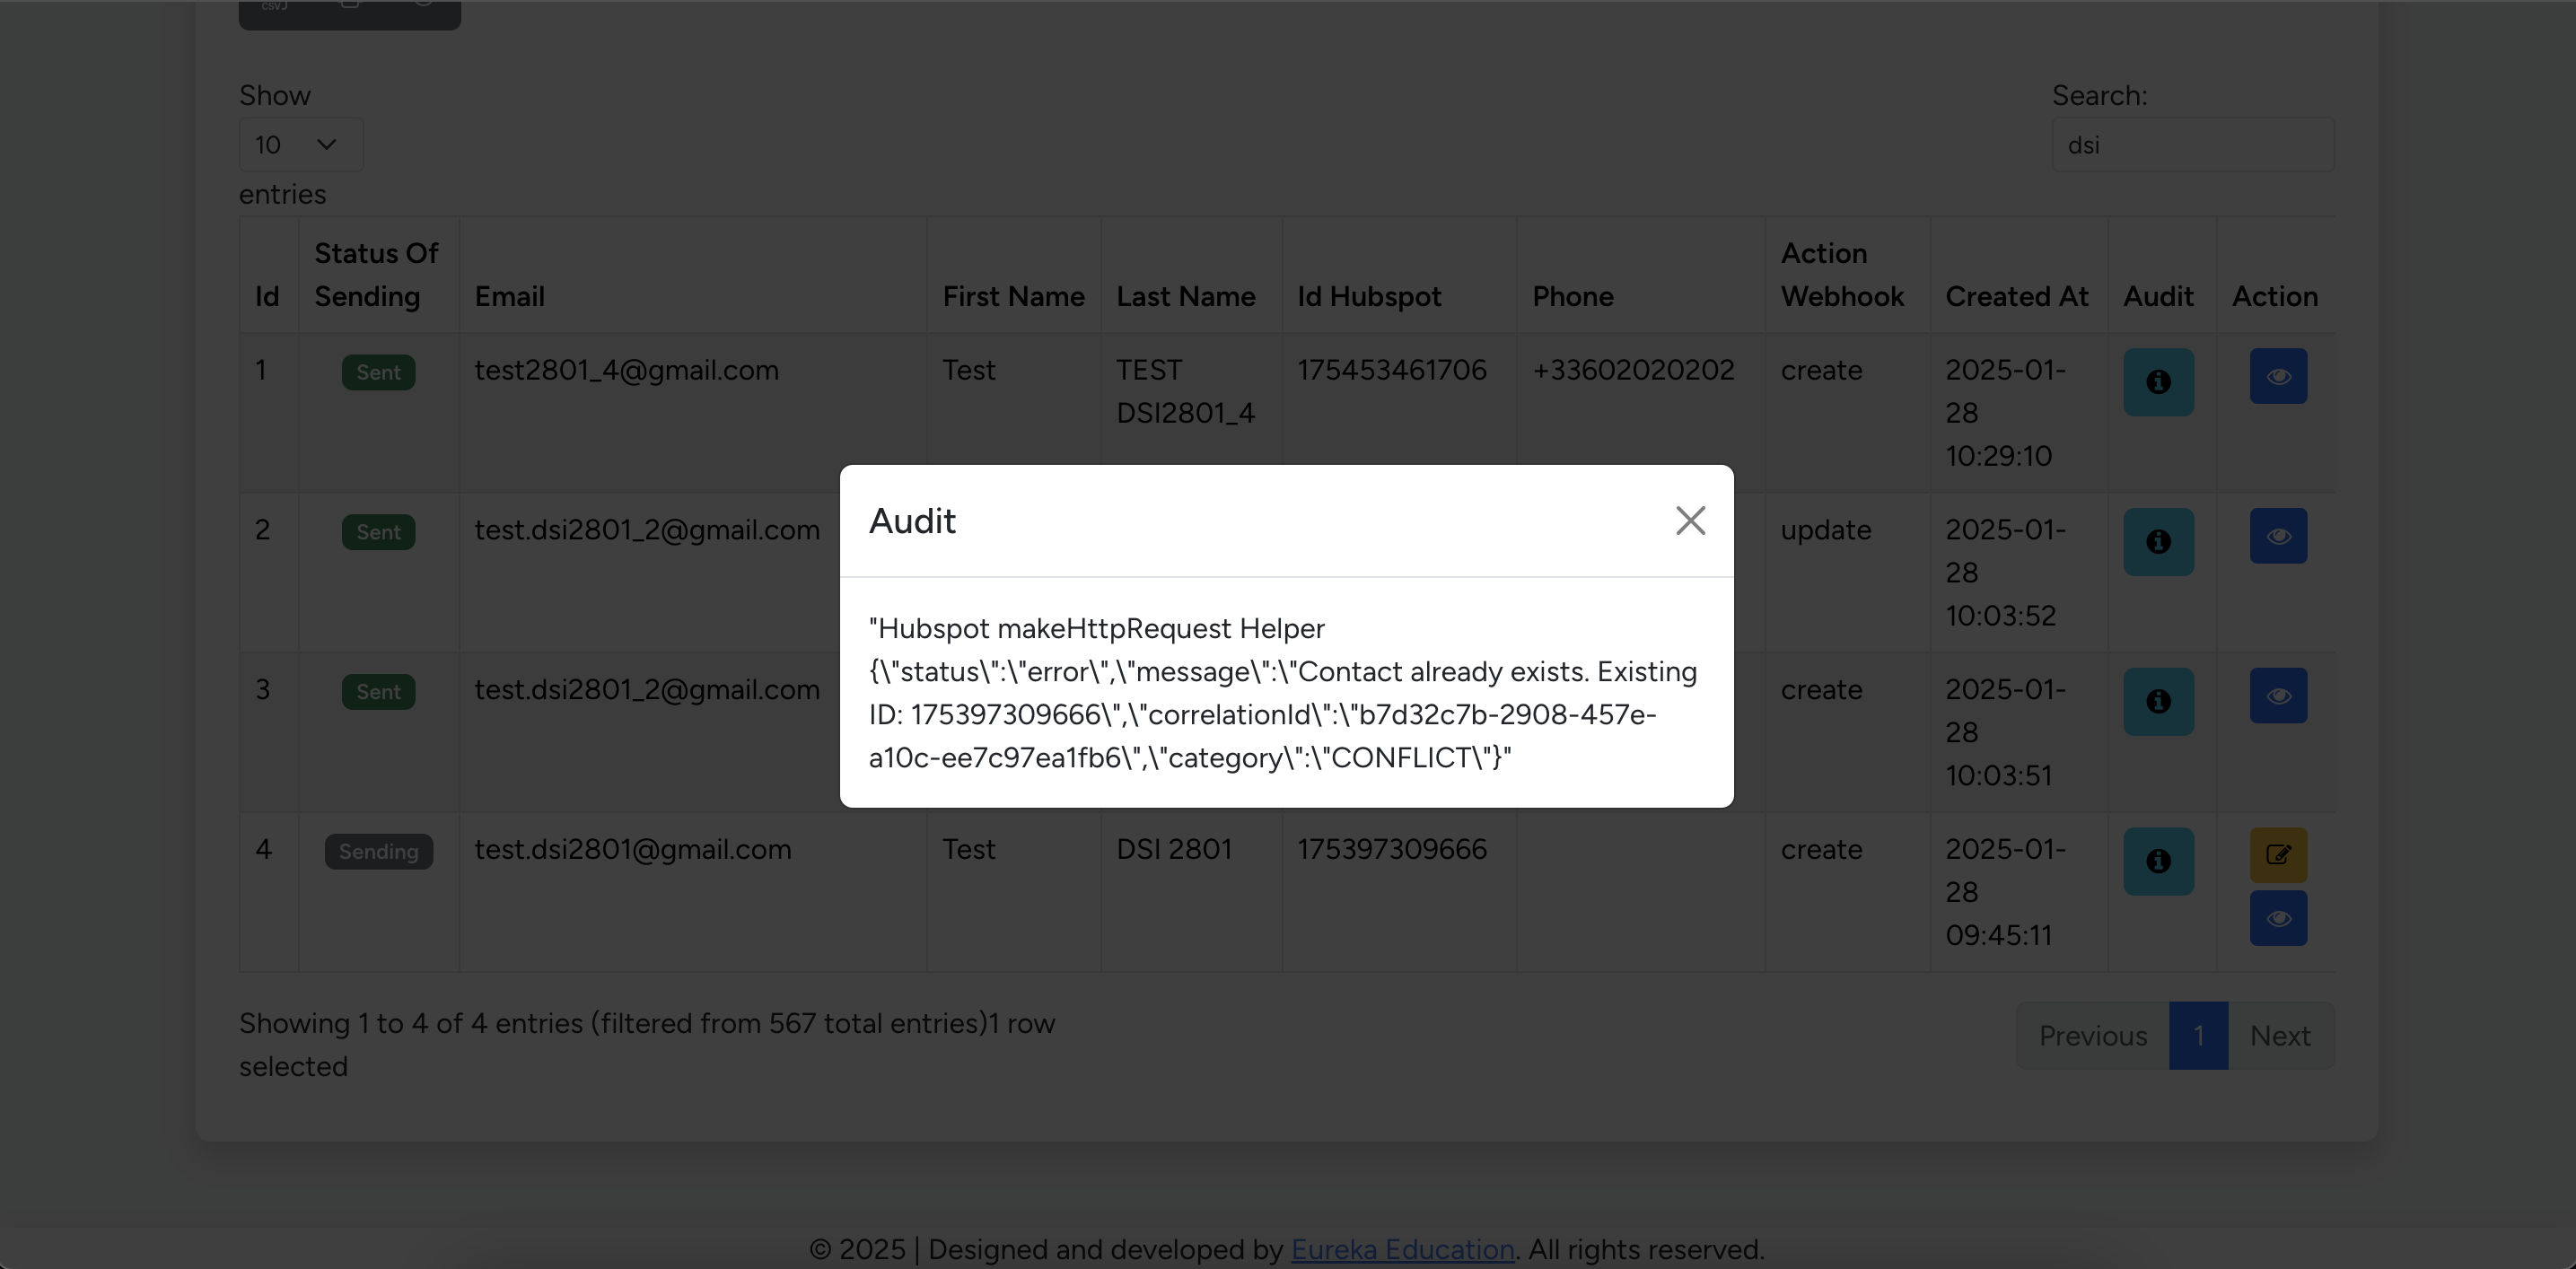 CSV
Show
Search:
10
dsi
entries
Id
Status Of
Sending
Email
First Name
Last Name
Id Hubspot
Phone
Action
Webhook
Created At
Audit
Action
1
Sent
test2801_4@gmail.com
Test
TEST
DSI2801_4
175453461706
+33602020202
create
2025-01-
28
10:29:10
2
Sent
test.dsi2801_2@gmail.com
update
2025-01-
28
10:03:52
3
Sent
test.dsi2801_2@gmail.com
create
2025-01-
28
10:03:51
Audit
"Hubspot makeHttpRequest Helper
{\"status\":\"error\",\"message\":\"Contact already exists. Existing
ID: 175397309666\",\"correlationId\":\"b7d32c7b-2908-457e-
a10c-ee7c97ea1fb6\",\"category\":\"CONFLICT\"}"
4
Sending
test.dsi2801@gmail.com
Test
DSI 2801
175397309666
create
2025-01-
28
09:45:11
Showing 1 to 4 of 4 entries (filtered from 567 total entries)1 row
selected
Previous
1
Next
© 2025 | Designed and developed by Eureka Education. All rights reserved.